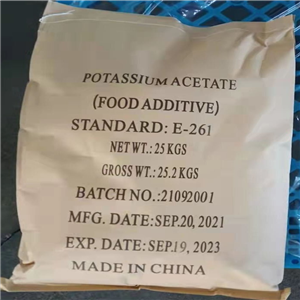 POTASSIUM ACETATE
(FOOD ADDITIVE)
STANDARD: E-261
NET WT.: 25 KGS
GROSS WT.: 25.2 KGS
BATCH NO.: 21092001
MFG. DATE: SEP.20, 2021
EXP. DATE: SEP.19, 2023
MADE IN CHINA